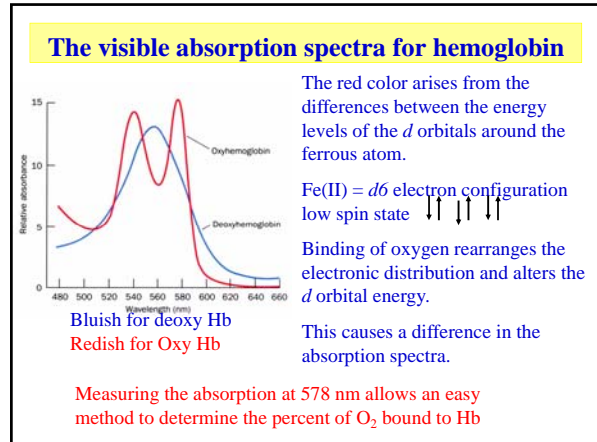 The visible absorption spectra for hemoglobin
15
10
5
0
Relative absorbance
Oxyhemoglobin
Deoxyhemoglobin
480 500 520 540 560 580 600 620 640 660
Wavelength (nm)
Bluish for deoxy Hb
Redish for Oxy Hb
The red color arises from the
differences between the energy
levels of the d orbitals around the
ferrous atom.
Fe(II) = d6 electron configuration
low spin state
Binding of oxygen rearranges the
electronic distribution and alters the
d orbital energy.
This causes a difference in the
absorption spectra.
Measuring the absorption at 578 nm allows an easy
method to determine the percent of O₂ bound to Hb